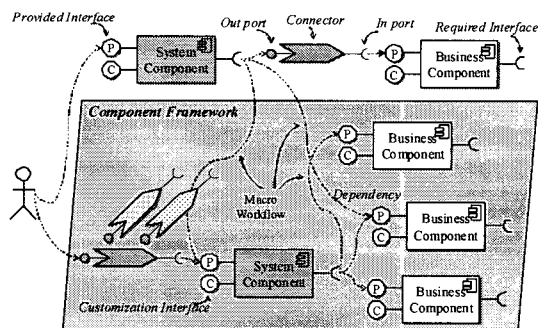 Provided Interface
Out port
Connector
In port
Required Interface
P
C
System
Component
P
C
Business
Component
Component Framework
P
C
Business
Component
Macro
Workflow
Dependency
P
C
Business
Component
P
C
System
Component
Customization Interface
P
C
Business
Component